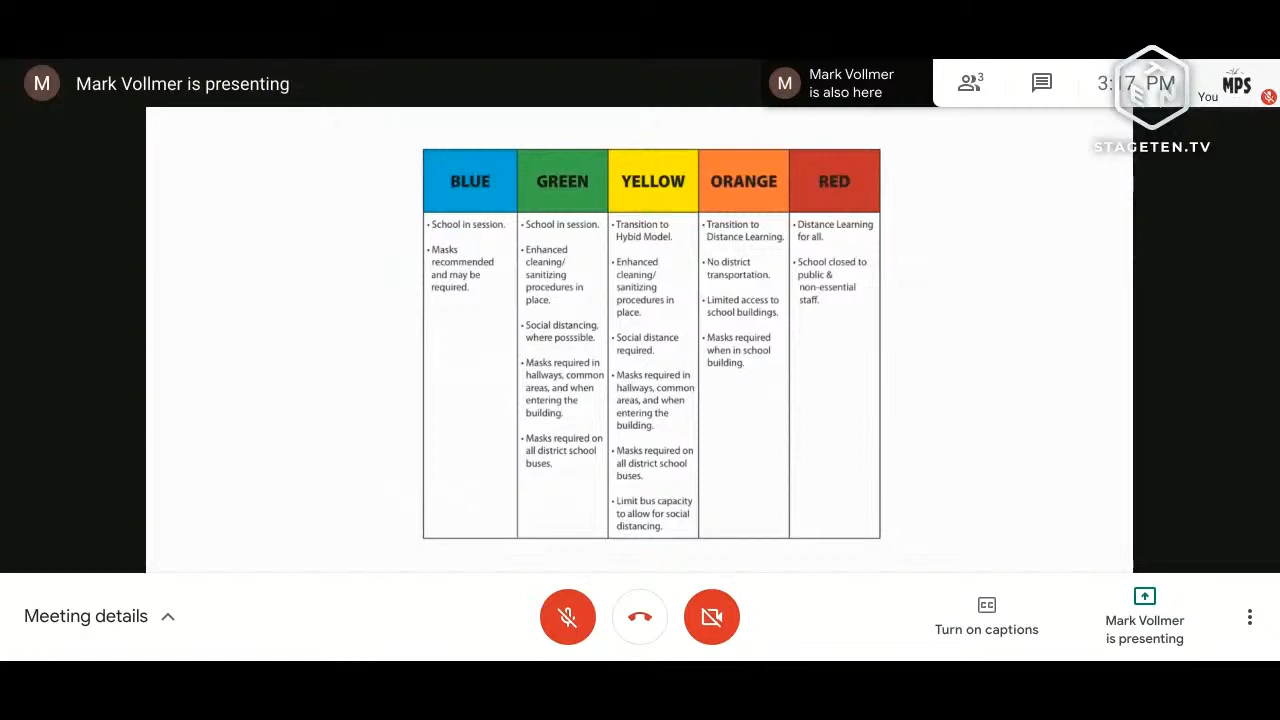 M
Mark Vollmer is presenting
M
Mark Vollmer
is also here
3
3:17 PM
You
MPS
TEN
STAGETEN.TV
BLUE
GREEN
YELLOW
ORANGE
RED
• School in session.
• Masks
recommended
and may be
required.
• School in session.
• Enhanced
cleaning/
sanitizing
procedures in
place.
• Social distancing,
where posssible.
• Masks required in
hallways, common
areas, and when
entering the
building.
• Masks required on
all district school
buses.
• Transition to
Hybid Model.
• Enhanced
cleaning/
sanitizing
procedures in
place.
• Social distance
required.
• Masks required in
hallways, common
areas, and when
entering the
building.
• Masks required on
all district school
buses.
• Limit bus capacity
to allow for social
distancing.
• Transition to
Distance Learning.
• No district
transportation.
• Limited access to
school buildings.
• Masks required
when in school
building.
• Distance Learning
for all.
• School closed to
public &
non-essential
staff.
Meeting details
CC
Turn on captions
Mark Vollmer
is presenting